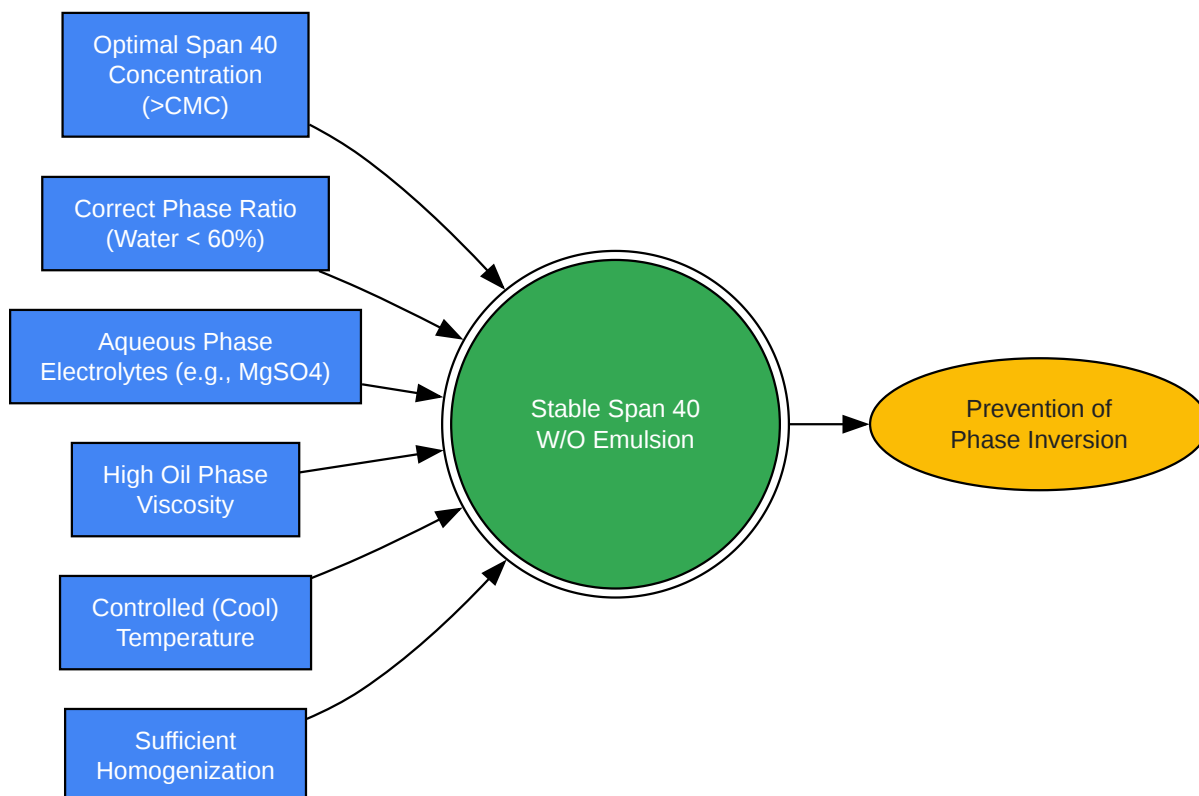 Optimal Span 40
Concentration
(>CMC)
Correct Phase Ratio
(Water < 60%)
Aqueous Phase
Electrolytes (e.g., MgSO4)
High Oil Phase
Viscosity
Controlled (Cool)
Temperature
Sufficient
Homogenization
Stable Span 40
W/O Emulsion
Prevention of
Phase Inversion